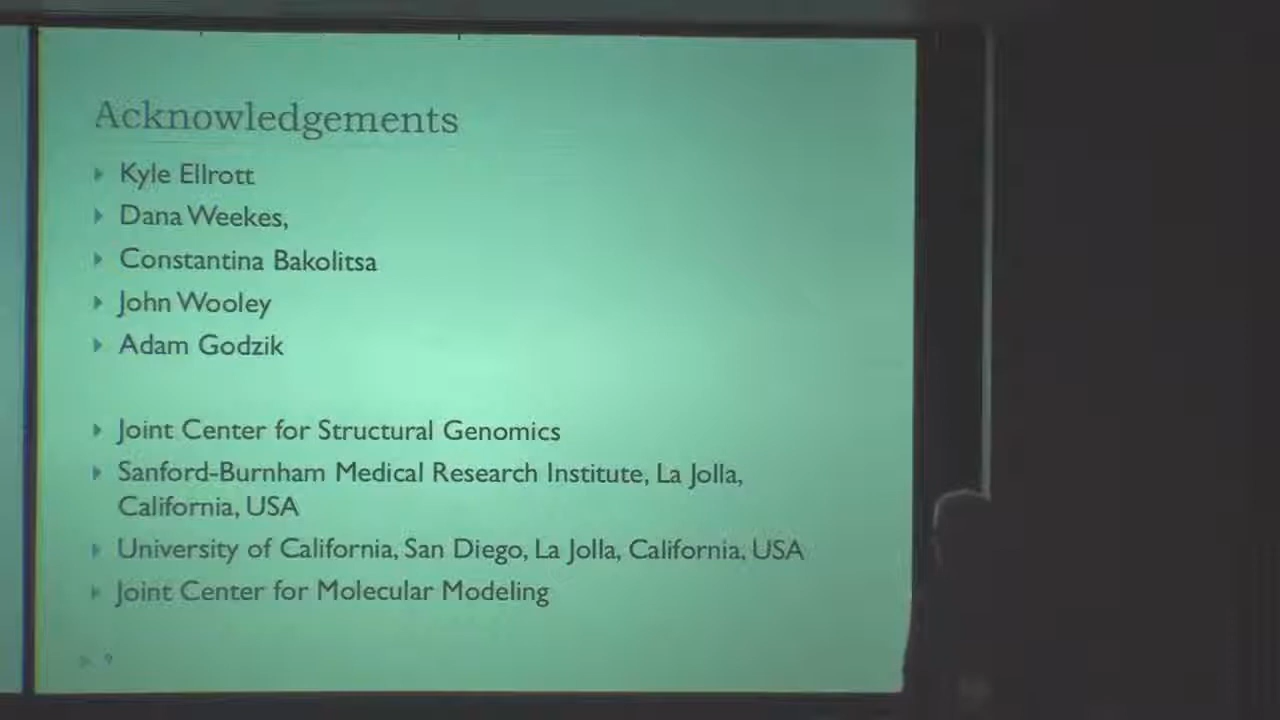 Acknowledgements
Kyle Ellrott
Dana Weekes,
Constantina Bakolitsa
John Wooley
Adam Godzik
Joint Center for Structural Genomics
Sanford-Burnham Medical Research Institute, La Jolla,
California, USA
University of California, San Diego, La Jolla, California, USA
Joint Center for Molecular Modeling
9